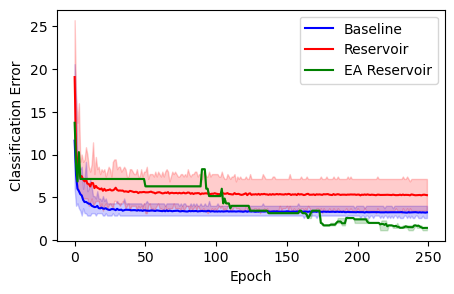 Baseline
Reservoir
EA Reservoir
Classification Error
25
20
15
10
5
0
0 50 100 150 200 250
Epoch